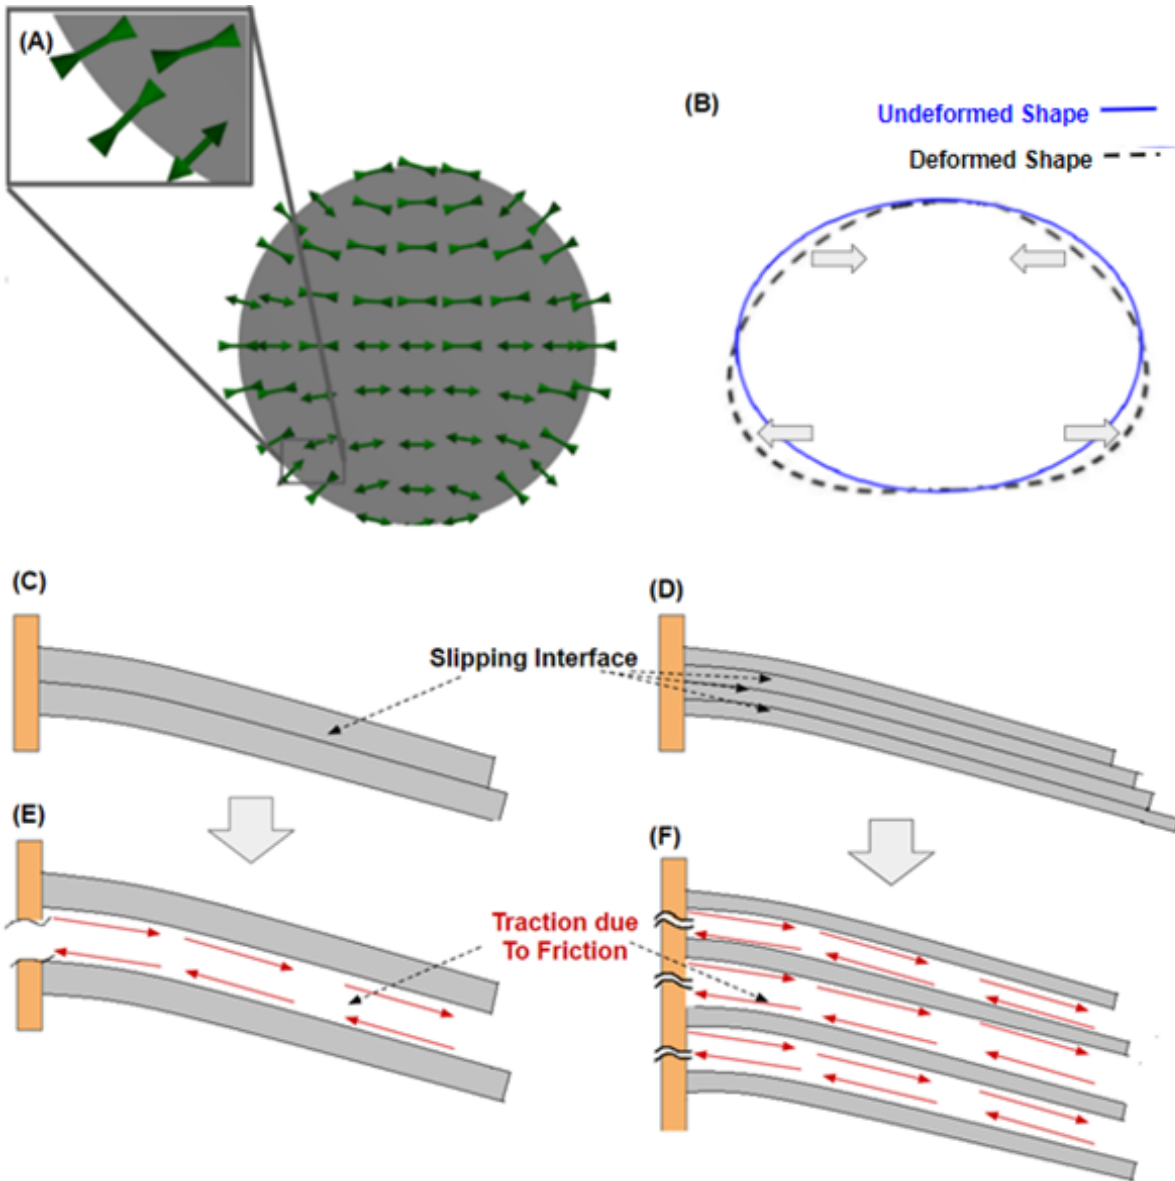 (A)
(B)
Undeformed Shape
Deformed Shape
(C)
(D)
Slipping Interface
(E)
(F)
Traction due
To Friction